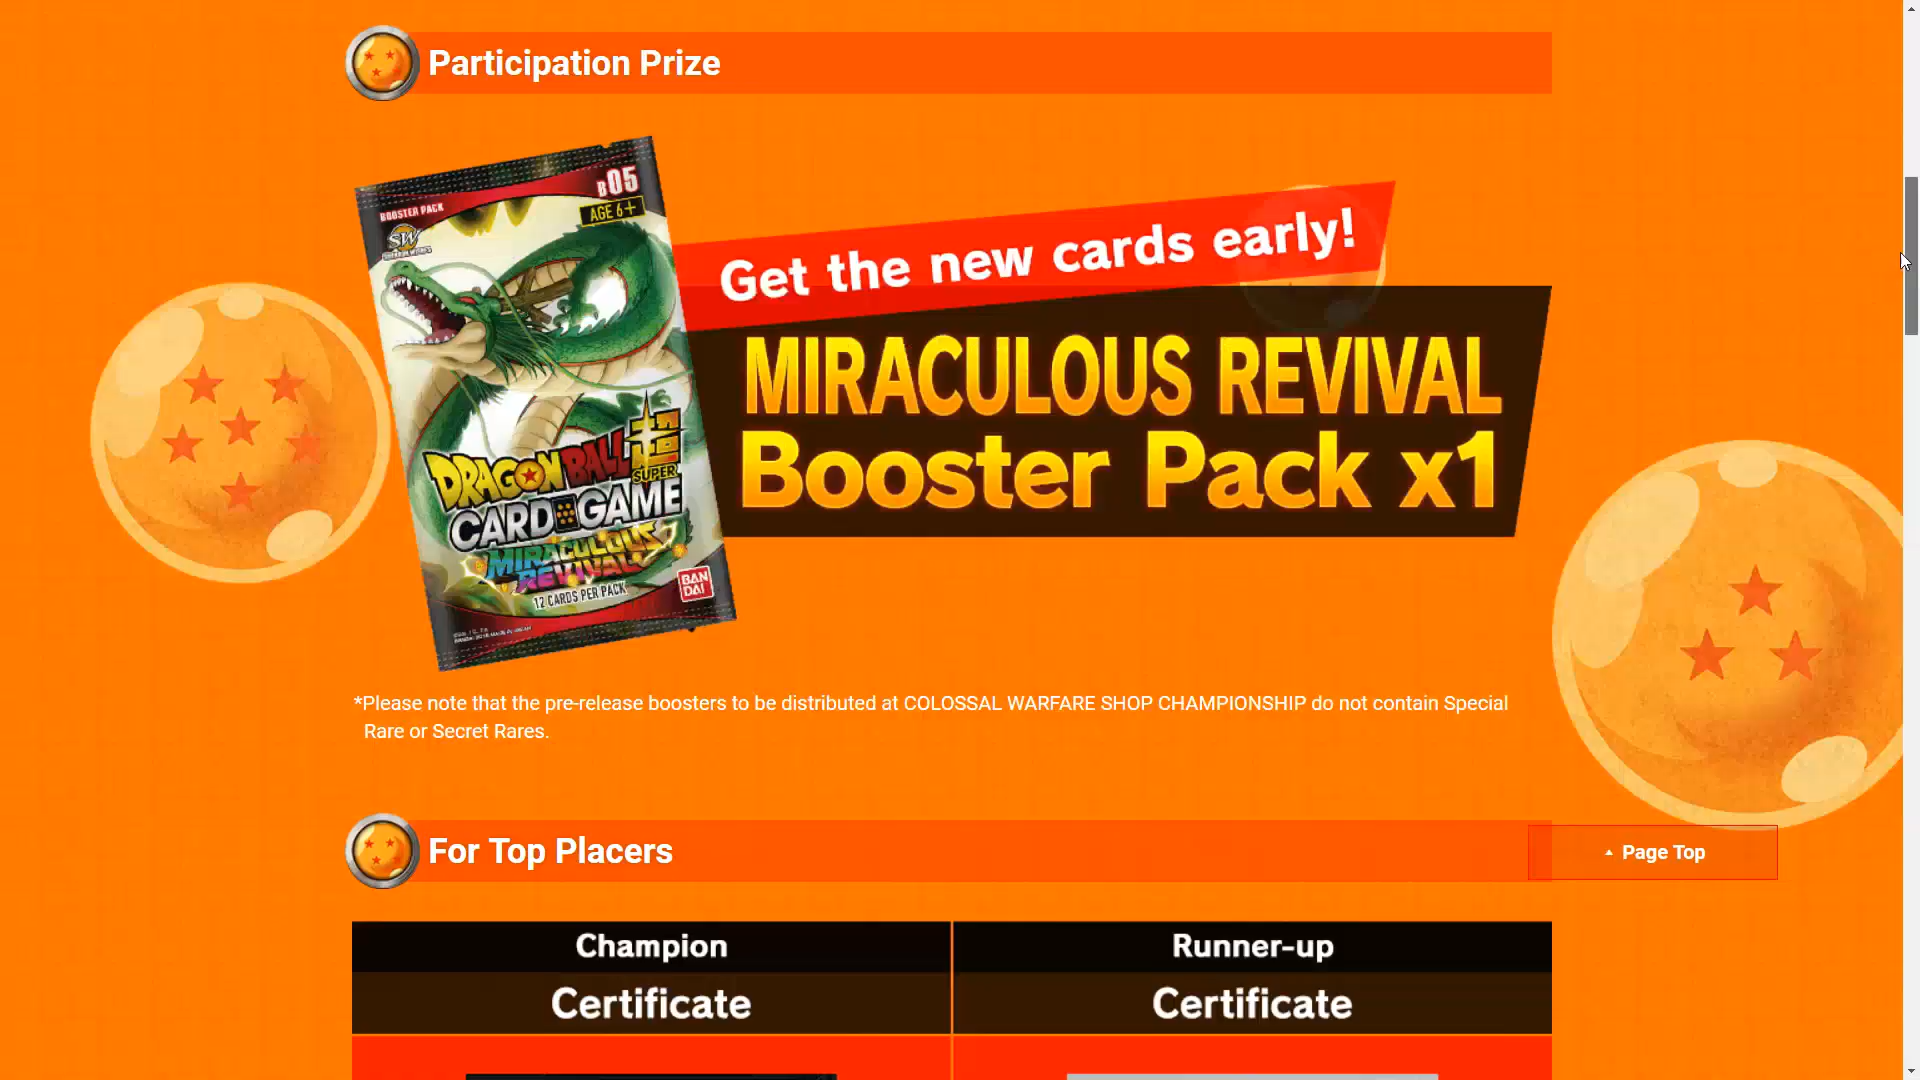 Participation Prize
BOOSTER PACK
B05
AGE 6+
SW
Get the new cards early!
MIRACULOUS REVIVAL
Booster Pack x1
DRAGON BALL
SUPER
CARD GAME
MIRACULOUS
REVIVAL
12 CARDS PER PACK
BAN
DAI
*Please note that the pre-release boosters to be distributed at COLOSSAL WARFARE SHOP CHAMPIONSHIP do not contain Special
Rare or Secret Rares.
For Top Placers
Page Top
Champion
Runner-up
Certificate
Certificate